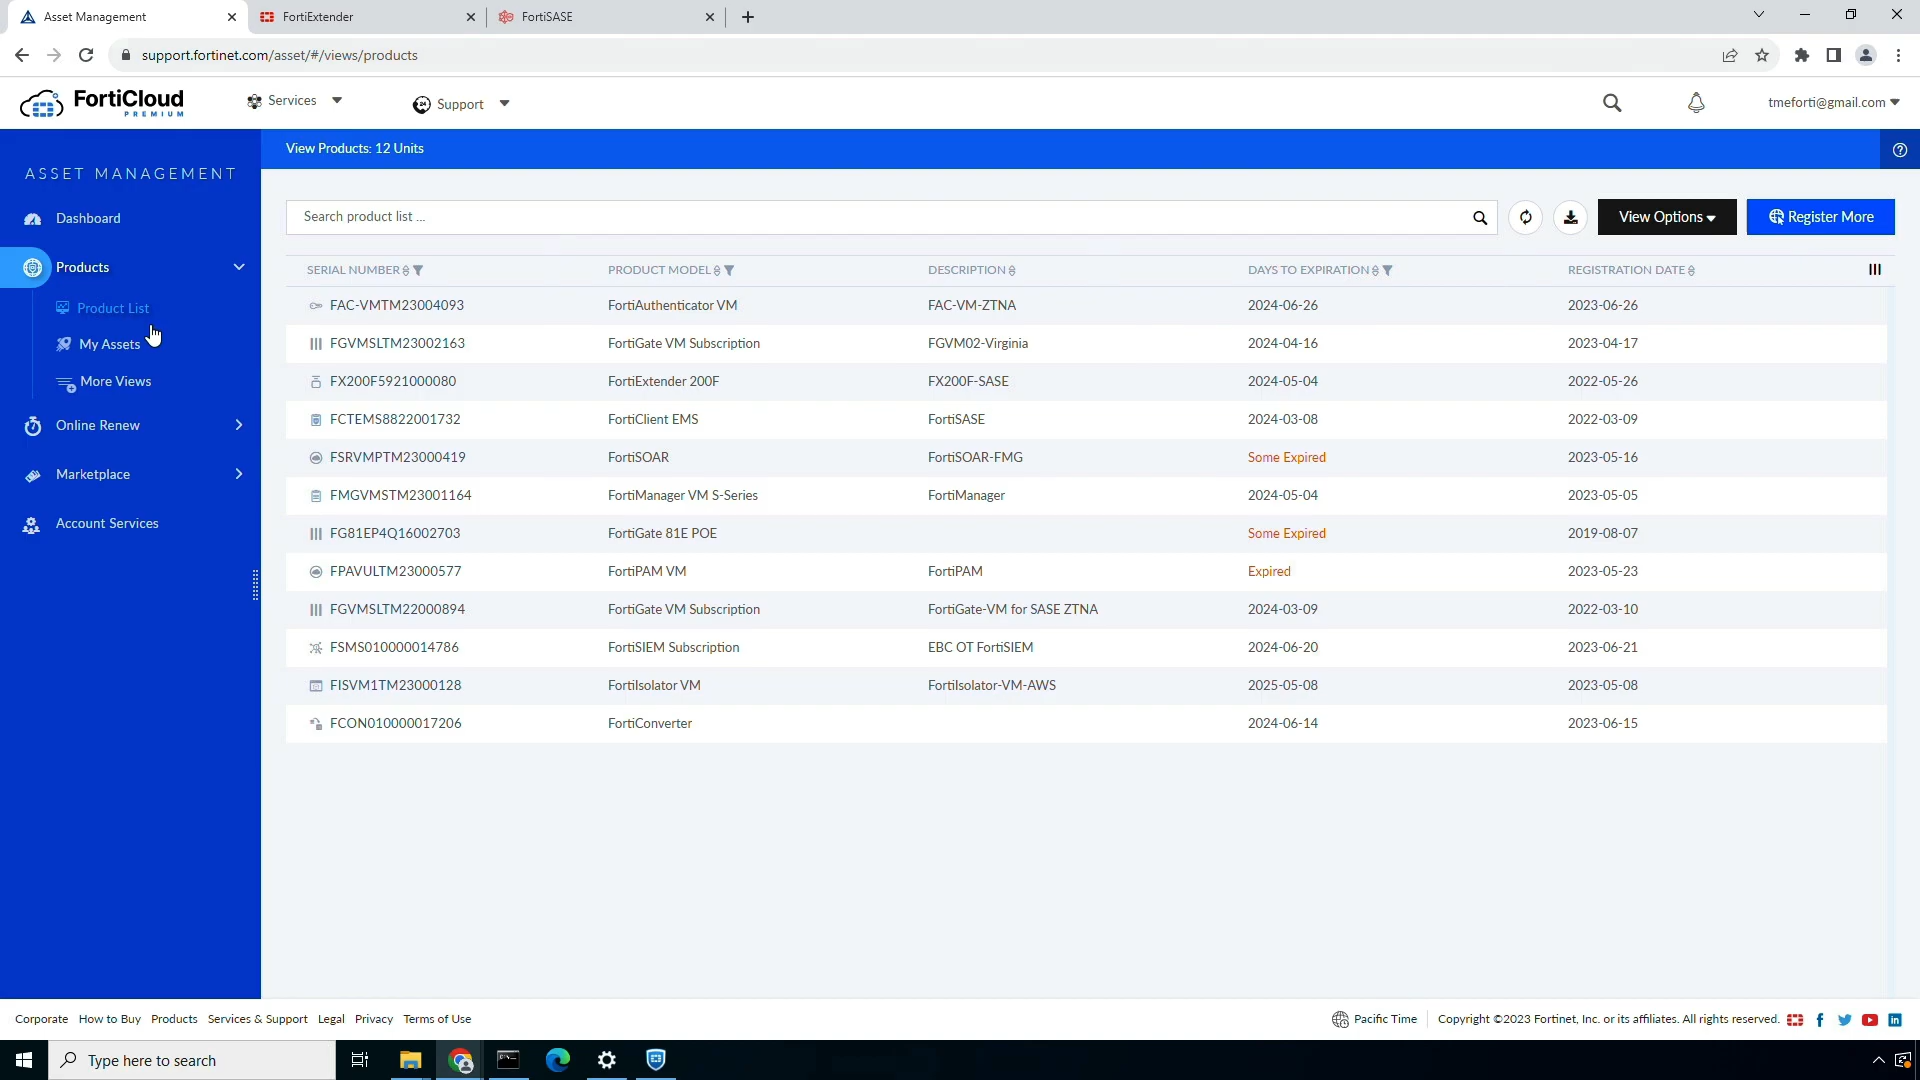 Asset Management
FortiExtender
FortiSASE
support.fortinet.com/asset/#/views/products
FortiCloud
PREMIUM
Services
Support
tmeforti@gmail.com
ASSET MANAGEMENT
Dashboard
Products
Product List
My Assets
More Views
Online Renew
Marketplace
Account Services
View Products: 12 Units
Search product list ...
View Options
Register More
SERIAL NUMBER PRODUCT MODEL DESCRIPTION DAYS TO EXPIRATION REGISTRATION DATE
FAC-VMTM23004093 FortiAuthenticator VM FAC-VM-ZTNA 2024-06-26 2023-06-26
FGVMSLTM23002163 FortiGate VM Subscription FGVM02-Virginia 2024-04-16 2023-04-17
FX200F5921000080 FortiExtender 200F FX200F-SASE 2024-05-04 2022-05-26
FCTEMS8822001732 FortiClient EMS FortiSASE 2024-03-08 2022-03-09
FSRVMPTM23000419 FortiSOAR FortiSOAR-FMG Some Expired 2023-05-16
FMGVMSTM23001164 FortiManager VM S-Series FortiManager 2024-05-04 2023-05-05
FG81EP4Q16002703 FortiGate 81E POE Some Expired 2019-08-07
FPAVULTM23000577 FortiPAM VM FortiPAM Expired 2023-05-23
FGVMSLTM22000894 FortiGate VM Subscription FortiGate-VM for SASE ZTNA 2024-03-09 2022-03-10
FSMS010000014786 FortiSIEM Subscription EBC OT FortiSIEM 2024-06-20 2023-06-21
FISVM1TM23000128 FortiIsolator VM FortiIsolator-VM-AWS 2025-05-08 2023-05-08
FCON010000017206 FortiConverter 2024-06-14 2023-06-15
Corporate How to Buy Products Services & Support Legal Privacy Terms of Use
Pacific Time
Copyright ©2023 Fortinet, Inc. or its affiliates. All rights reserved.
Type here to search